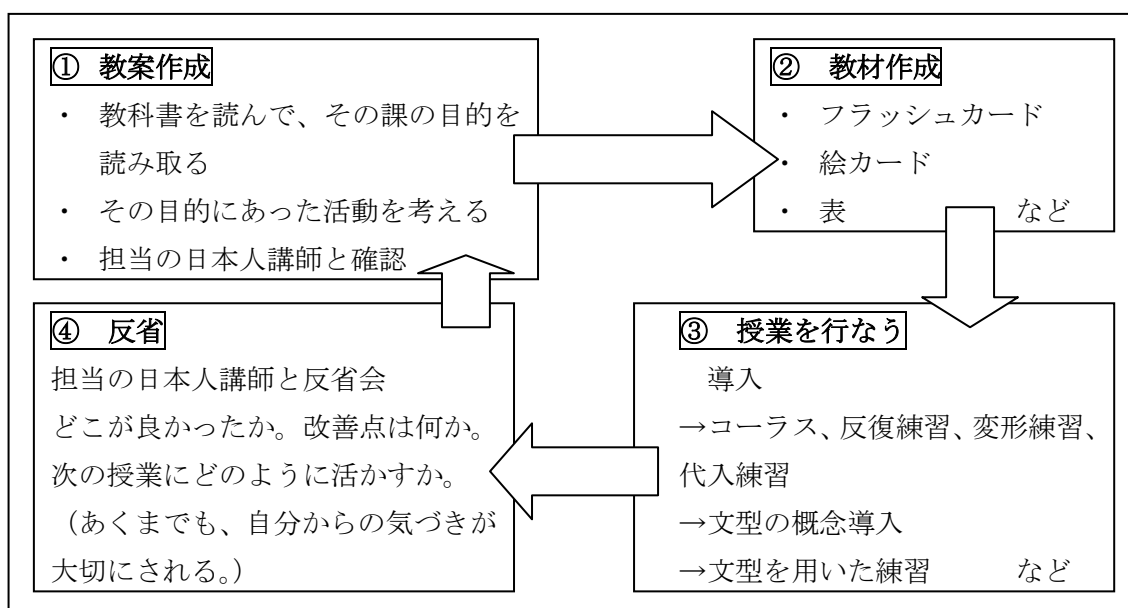 ① 教案作成
・ 教科書を読んで、その課の目的を
読み取る
・ その目的にあった活動を考える
・ 担当の日本人講師と確認
② 教材作成
・ フラッシュカード
・ 絵カード
・ 表 など
③ 授業を行なう
導入
→コーラス、反復練習、変形練習、
代入練習
→文型の概念導入
→文型を用いた練習 など
④ 反省
担当の日本人講師と反省会
どこが良かったか。改善点は何か。
次の授業にどのように活かすか。
（あくまでも、自分からの気づきが
大切にされる。）